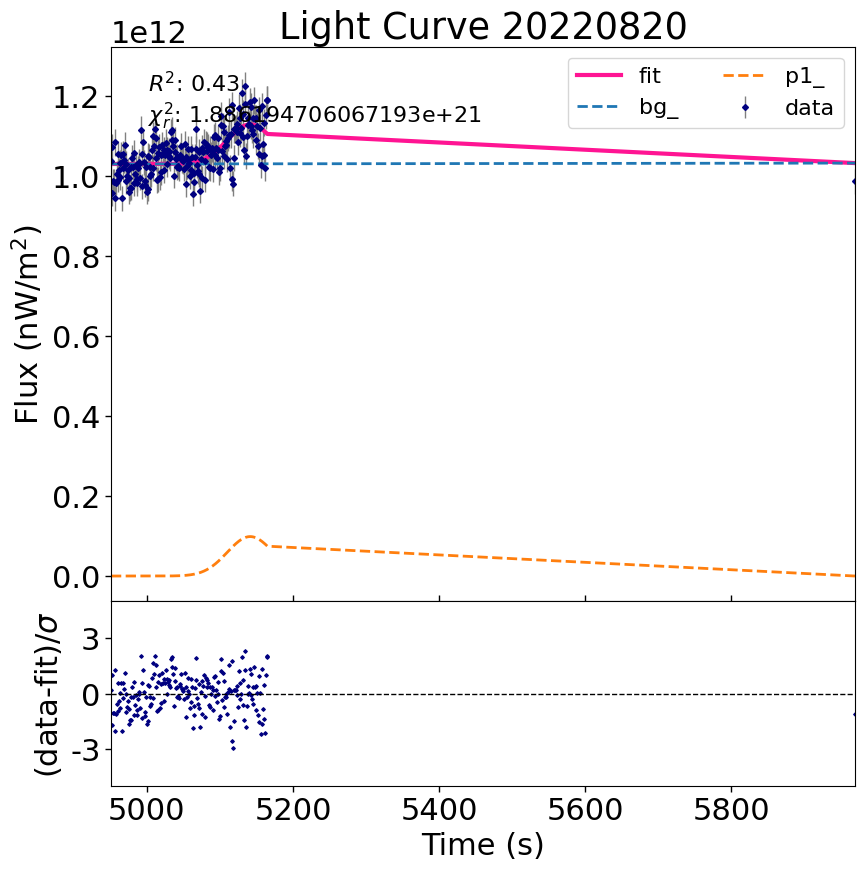 Light Curve 20220820
1e12
R²: 0.43
χ²ᵣ: 1.886194706067193e+21
fit
bg_
p1_
data
1.2
1.0
0.8
0.6
0.4
0.2
0.0
Flux (nW/m²)
3
0
-3
(data-fit)/σ
5000 5200 5400 5600 5800
Time (s)